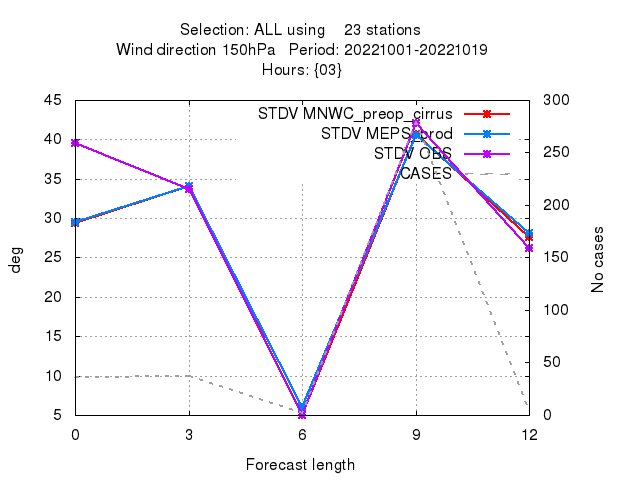 Selection: ALL using 23 stations
Wind direction 150hPa Period: 20221001-20221019
Hours: {03}
STDV MNWC_preop_cirrus
STDV MEPS_prod
STDV OBS
CASES
45
40
35
30
25
20
15
10
5
300
250
200
150
100
50
0
deg
No cases
0 3 6 9 12
Forecast length